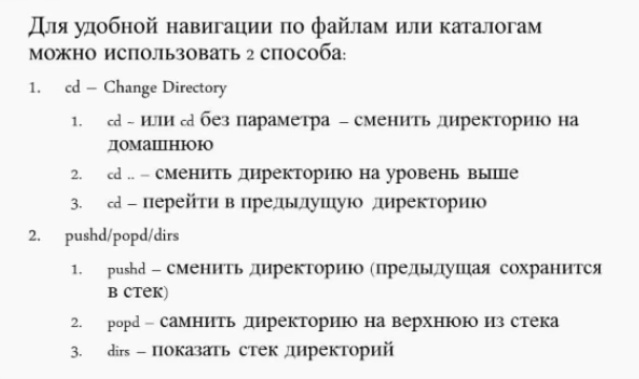 Для удобной навигации по файлам или каталогам
можно использовать 2 способа:
1. cd – Change Directory
1. cd ~ или cd без параметра – сменить директорию на
домашнюю
2. cd .. – сменить директорию на уровень выше
3. cd – перейти в предыдущую директорию
2. pushd/popd/dirs
1. pushd – сменить директорию (предыдущая сохранится
в стек)
2. popd – самнить директорию на верхнюю из стека
3. dirs – показать стек директорий